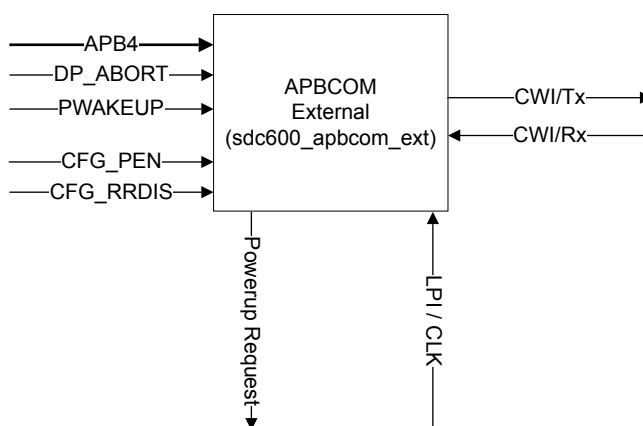 APB4
DP_ABORT
PWAKEUP
CFG_PEN
CFG_RRDIS
APBCOM
External
(sdc600_apbcom_ext)
CWI/Tx
CWI/Rx
Powerup Request
LPI / CLK